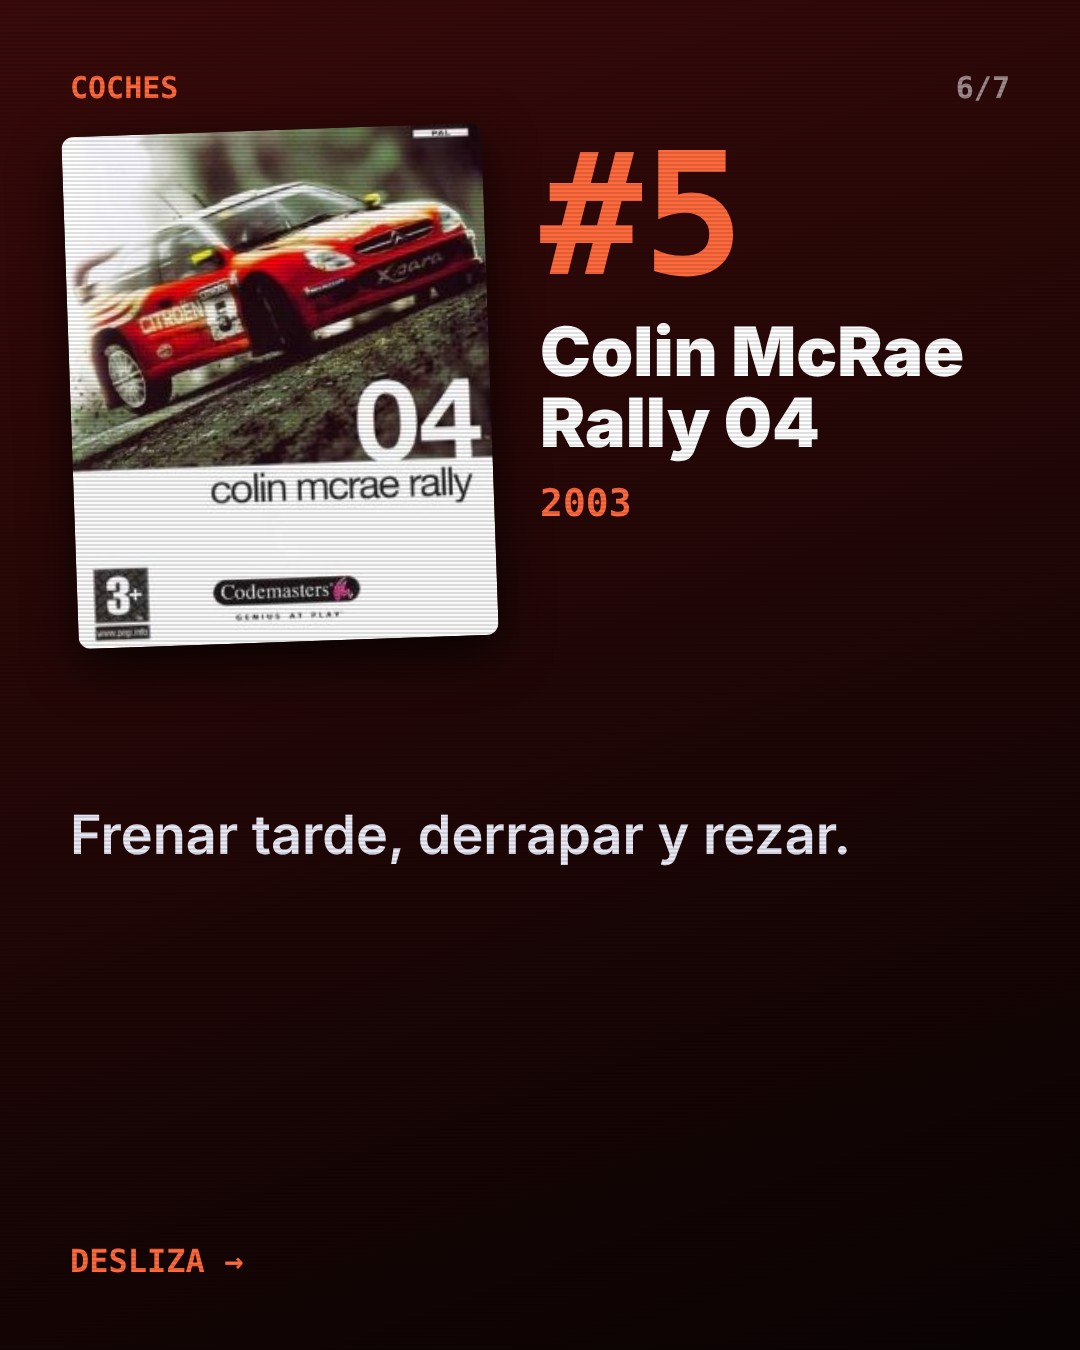 COCHES
6/7
PAL
CITROËN
5
Xsara
04
colin mcrae rally
3+
www.pegi.info
Codemasters
GENIUS AT PLAY
#5
Colin McRae
Rally 04
2003
Frenar tarde, derrapar y rezar.
DESLIZA →